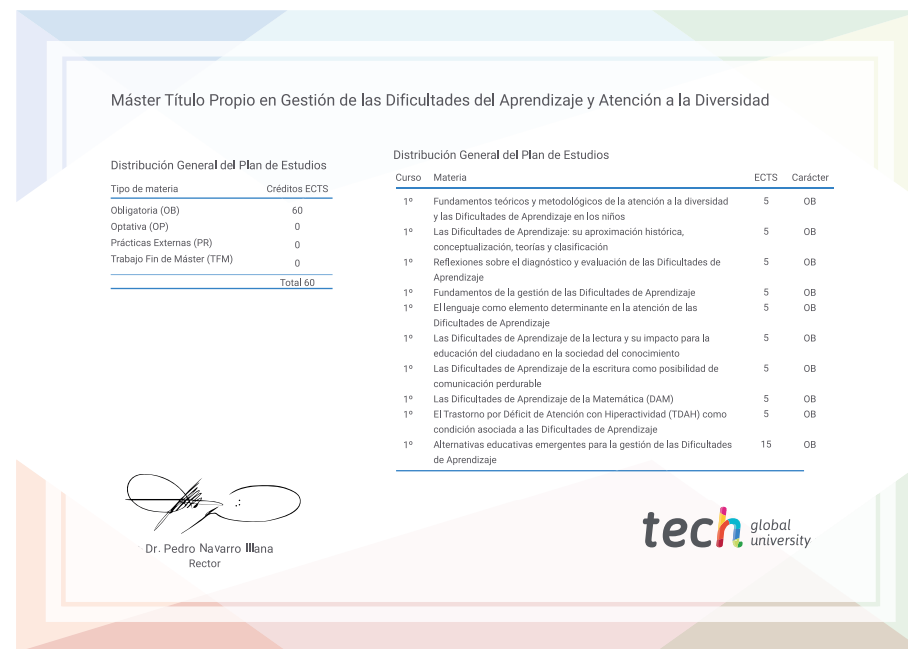 Máster Título Propio en Gestión de las Dificultades del Aprendizaje y Atención a la Diversidad
Distribución General del Plan de Estudios
Tipo de materia Créditos ECTS
Obligatoria (OB) 60
Optativa (OP) 0
Prácticas Externas (PR) 0
Trabajo Fin de Máster (TFM) 0
Total 60
Distribución General del Plan de Estudios
Curso Materia ECTS Carácter
1º Fundamentos teóricos y metodológicos de la atención a la diversidad 5 OB
y las Dificultades de Aprendizaje en los niños
1º Las Dificultades de Aprendizaje: su aproximación histórica, 5 OB
conceptualización, teorías y clasificación
1º Reflexiones sobre el diagnóstico y evaluación de las Dificultades de 5 OB
Aprendizaje
1º Fundamentos de la gestión de las Dificultades de Aprendizaje 5 OB
1º El lenguaje como elemento determinante en la atención de las 5 OB
Dificultades de Aprendizaje
1º Las Dificultades de Aprendizaje de la lectura y su impacto para la 5 OB
educación del ciudadano en la sociedad del conocimiento
1º Las Dificultades de Aprendizaje de la escritura como posibilidad de 5 OB
comunicación perdurable
1º Las Dificultades de Aprendizaje de la Matemática (DAM) 5 OB
1º El Trastorno por Déficit de Atención con Hiperactividad (TDAH) como 5 OB
condición asociada a las Dificultades de Aprendizaje
1º Alternativas educativas emergentes para la gestión de las Dificultades 15 OB
de Aprendizaje
Dr. Pedro Navarro Illana
Rector
tech global
university